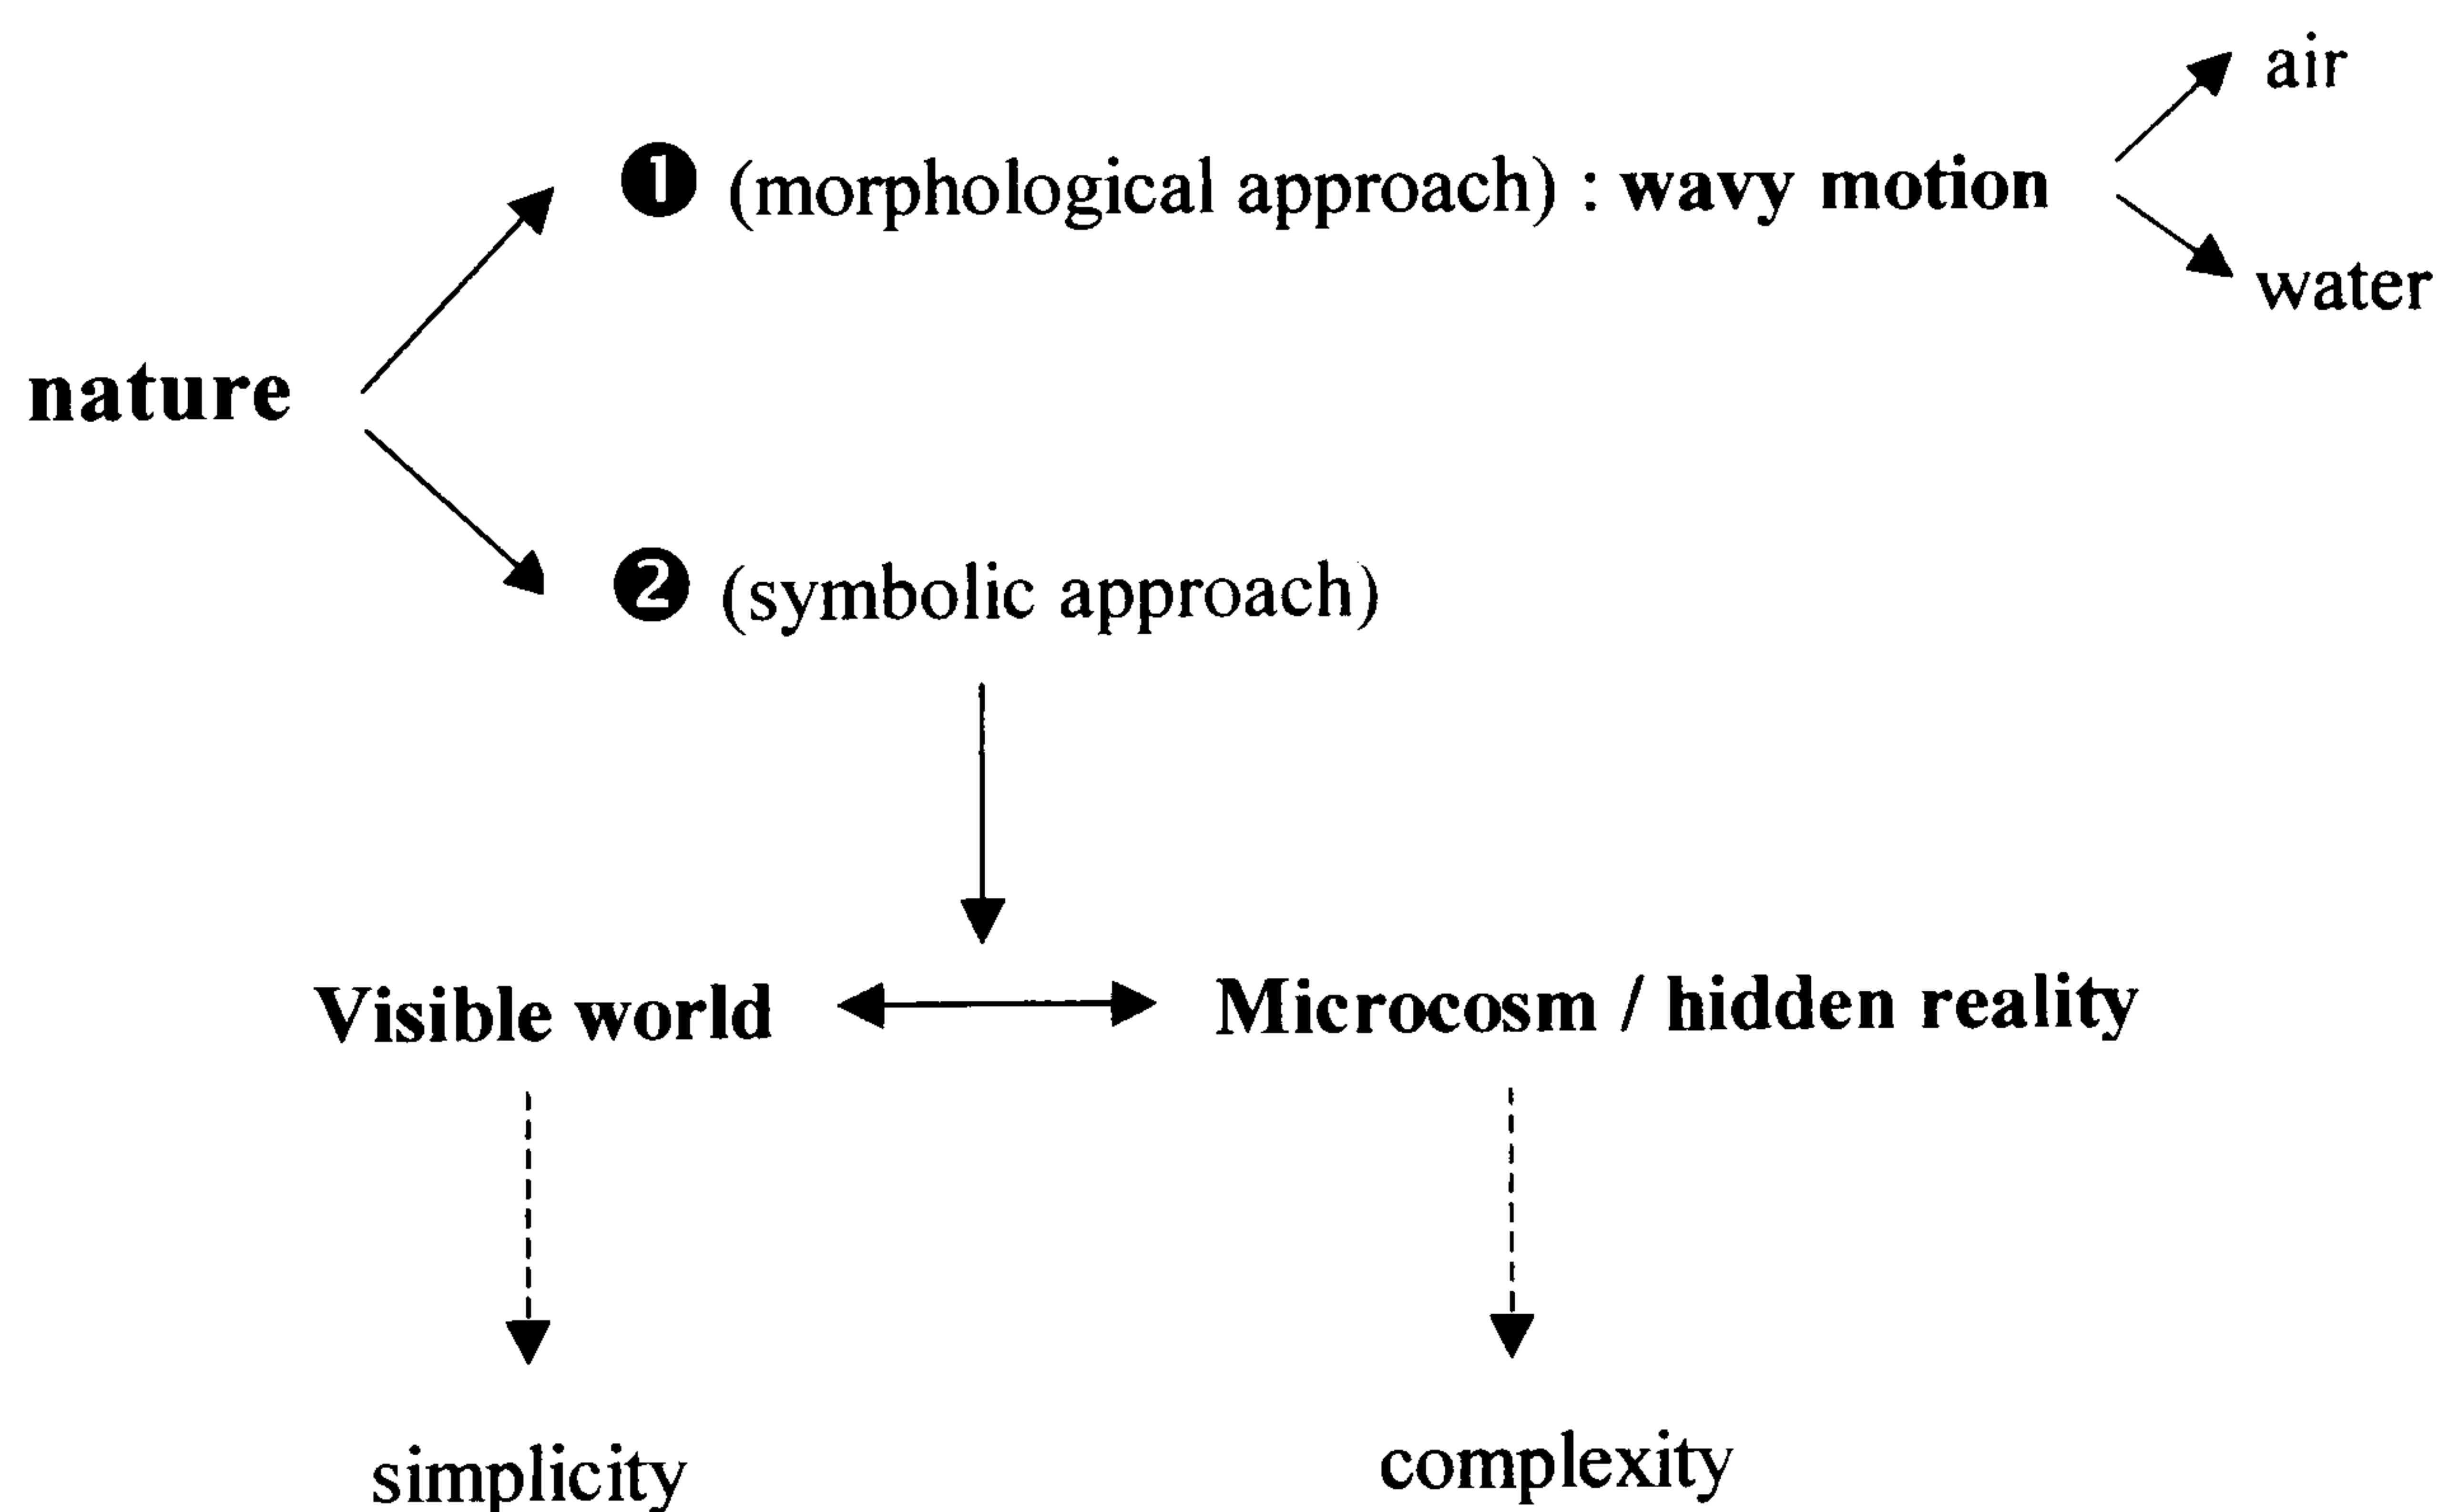 air
❶ (morphological approach) : wavy motion
water
nature
❷ (symbolic approach)
Visible world
Microcosm / hidden reality
simplicity
complexity